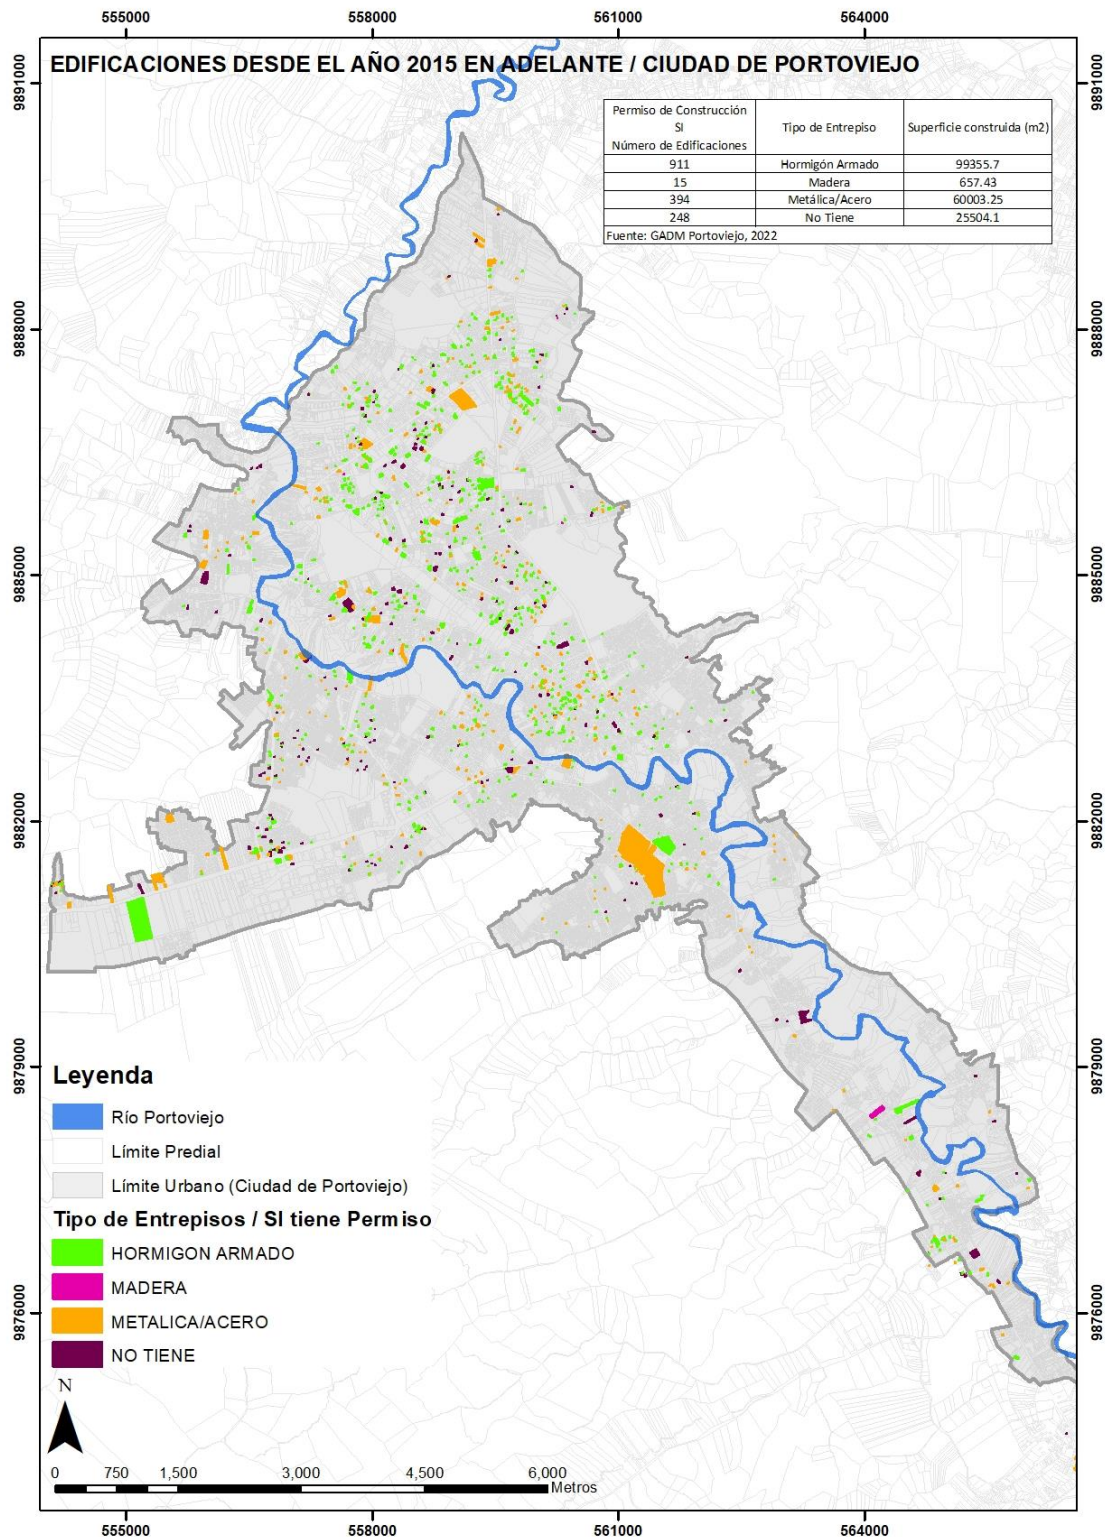 555000 558000 561000 564000
EDIFICACIONES DESDE EL AÑO 2015 EN ADELANTE / CIUDAD DE PORTOVIEJO
9891000 9891000
Permiso de Construcción
SI
Número de Edificaciones
Tipo de Entrepiso
Superficie construida (m2)
911 Hormigón Armado 99355.7
15 Madera 657.43
394 Metálica/Acero 60003.25
248 No Tiene 25504.1
Fuente: GADM Portoviejo, 2022
9888000 9888000
9885000 9885000
9882000 9882000
9879000 9879000
Leyenda
Río Portoviejo
Límite Predial
Límite Urbano (Ciudad de Portoviejo)
Tipo de Entrepisos / SI tiene Permiso
HORMIGON ARMADO
MADERA
METALICA/ACERO
NO TIENE
9876000 9876000
N
0 750 1,500 3,000 4,500 6,000
Metros
555000 558000 561000 564000